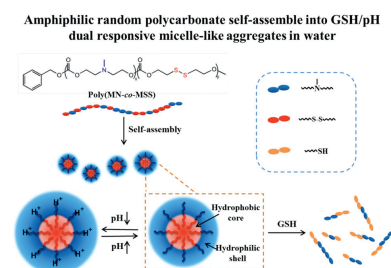 Amphiphilic random polycarbonate self-assemble into GSH/pH
dual responsive micelle-like aggregates in water
Poly(MN-co-MSS)
Self-assembly
N
S-S
SH
Hydrophobic
core
Hydrophilic
shell
pH
pH
GSH
H⁺ H⁺ H⁺ H⁺ H⁺ H⁺ H⁺ H⁺